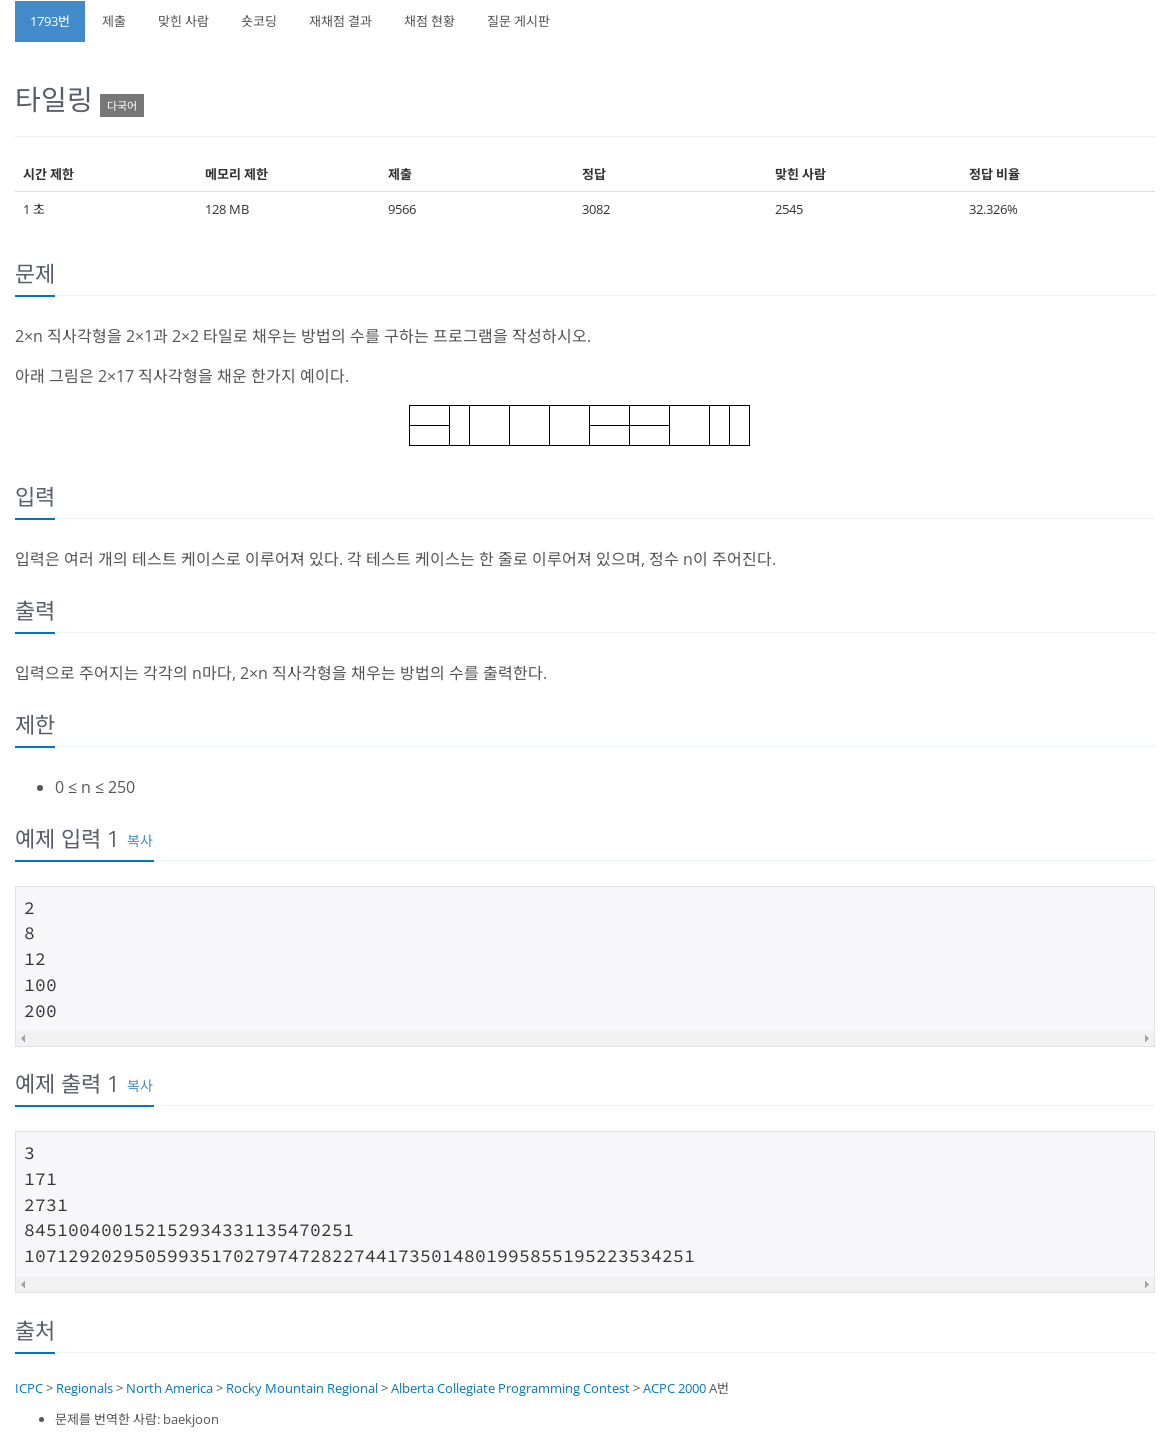 1793번 제출 맞힌 사람 숏코딩 재채점 결과 채점 현황 질문 게시판
타일링 다국어
시간 제한 메모리 제한 제출 정답 맞힌 사람 정답 비율
1 초 128 MB 9566 3082 2545 32.326%
문제
2×n 직사각형을 2×1과 2×2 타일로 채우는 방법의 수를 구하는 프로그램을 작성하시오.
아래 그림은 2×17 직사각형을 채운 한가지 예이다.
입력
입력은 여러 개의 테스트 케이스로 이루어져 있다. 각 테스트 케이스는 한 줄로 이루어져 있으며, 정수 n이 주어진다.
출력
입력으로 주어지는 각각의 n마다, 2×n 직사각형을 채우는 방법의 수를 출력한다.
제한
• 0 ≤ n ≤ 250
예제 입력 1 복사
2
8
12
100
200
예제 출력 1 복사
3
171
2731
845100400152152934331135470251
1071292029505993517027974728227441735014801995855195223534251
출처
ICPC > Regionals > North America > Rocky Mountain Regional > Alberta Collegiate Programming Contest > ACPC 2000 A번
• 문제를 번역한 사람: baekjoon